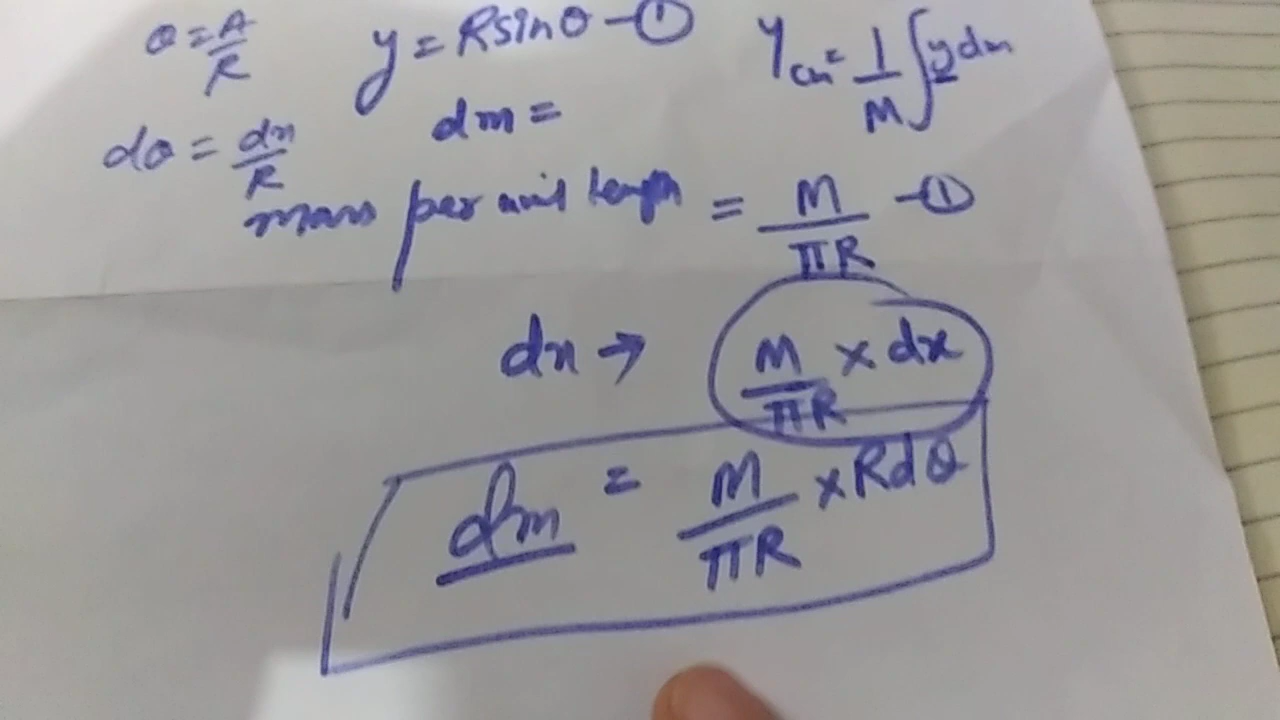 θ = A/R y = R sinθ — ① Ycm = 1/M ∫ y dm
dθ = dx/R dm =
mass per unit length = M/πR — ①
dx → M/πR × dx
dm = M/πR × R dθ